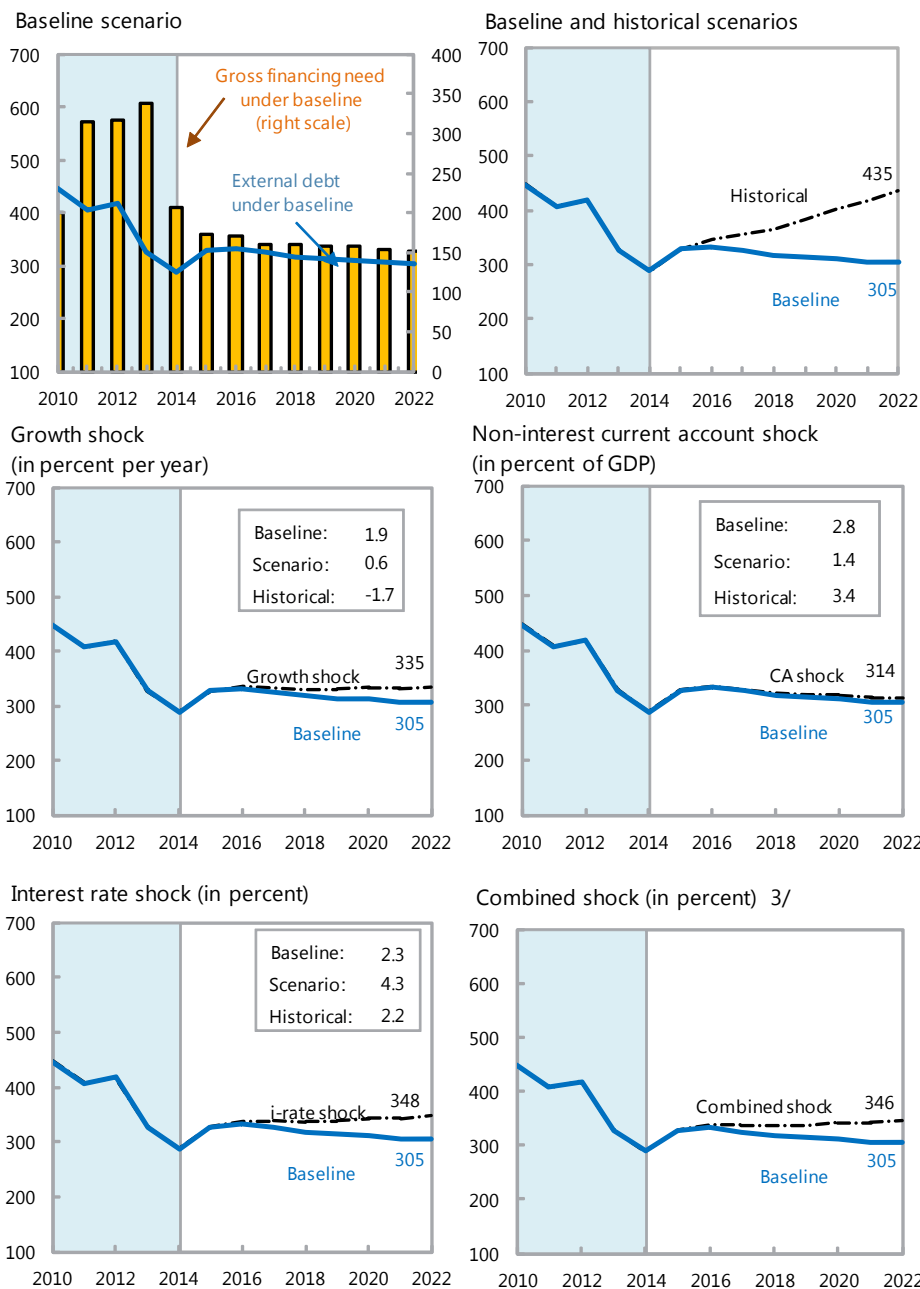 Baseline scenario
700
600
500
400
300
200
100
400
350
300
250
200
150
100
50
0
Gross financing need
under baseline
(right scale)
External debt
under baseline
2010 2012 2014 2016 2018 2020 2022
Baseline and historical scenarios
700
600
500
400
300
200
100
435
Historical
305
Baseline
2010 2012 2014 2016 2018 2020 2022
Growth shock
(in percent per year)
700
600
500
400
300
200
100
Baseline: 1.9
Scenario: 0.6
Historical: -1.7
335
Growth shock
305
Baseline
2010 2012 2014 2016 2018 2020 2022
Non-interest current account shock
(in percent of GDP)
700
600
500
400
300
200
100
Baseline: 2.8
Scenario: 1.4
Historical: 3.4
314
CA shock
305
Baseline
2010 2012 2014 2016 2018 2020 2022
Interest rate shock (in percent)
700
600
500
400
300
200
100
Baseline: 2.3
Scenario: 4.3
Historical: 2.2
348
i-rate shock
305
Baseline
2010 2012 2014 2016 2018 2020 2022
Combined shock (in percent) 3/
700
600
500
400
300
200
100
346
Combined shock
305
Baseline
2010 2012 2014 2016 2018 2020 2022